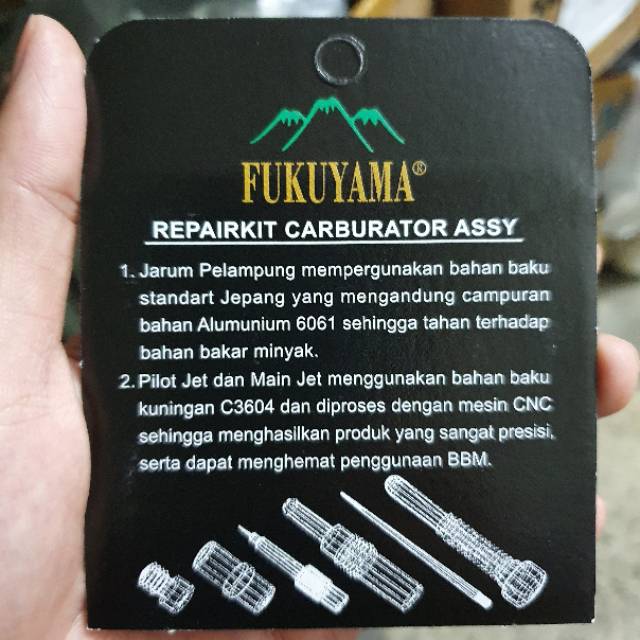 FUKUYAMA®
REPAIRKIT CARBURATOR ASSY
1. Jarum Pelampung mempergunakan bahan baku
standart Jepang yang mengandung campuran
bahan Alumunium 6061 sehingga tahan terhadap
bahan bakar minyak.
2. Pilot Jet dan Main Jet menggunakan bahan baku
kuningan C3604 dan diproses dengan mesin CNC
sehingga menghasilkan produk yang sangat presisi,
serta dapat menghemat penggunaan BBM.